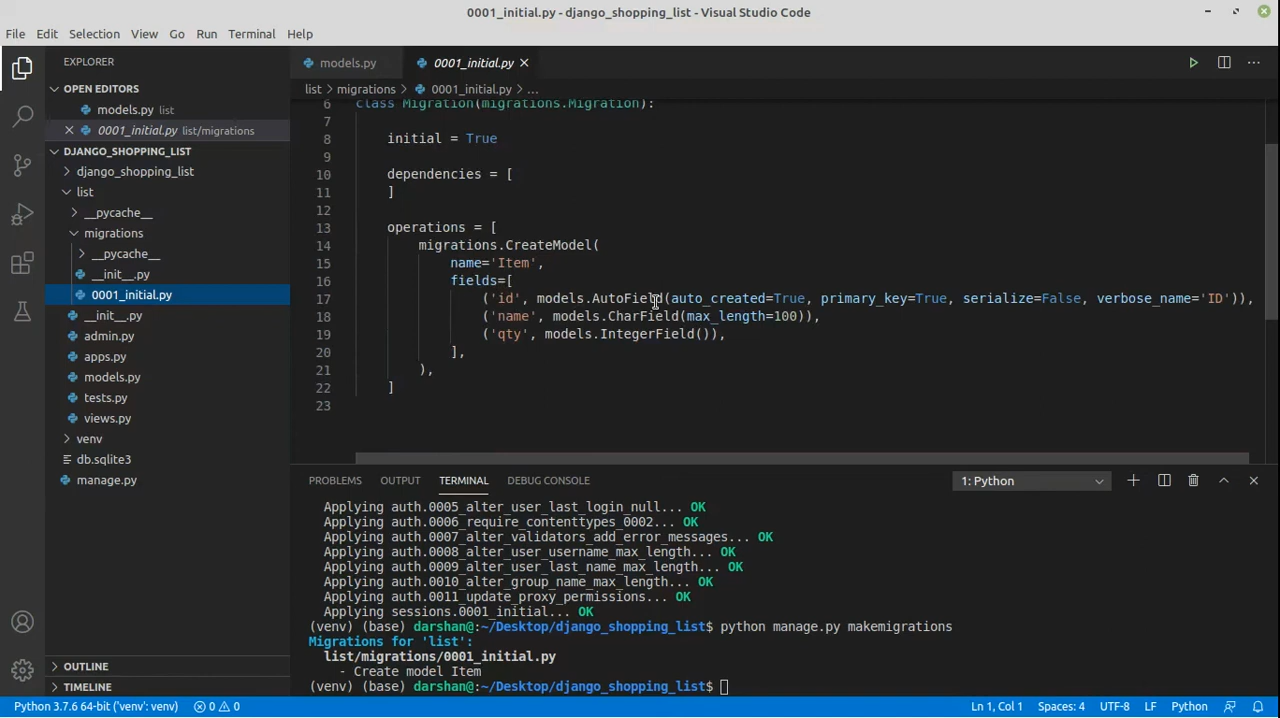 0001_initial.py - django_shopping_list - Visual Studio Code
File Edit Selection View Go Run Terminal Help
EXPLORER
OPEN EDITORS
models.py list
0001_initial.py list/migrations
DJANGO_SHOPPING_LIST
django_shopping_list
list
__pycache__
migrations
__pycache__
__init__.py
0001_initial.py
__init__.py
admin.py
apps.py
models.py
tests.py
views.py
venv
db.sqlite3
manage.py
OUTLINE
TIMELINE
models.py 0001_initial.py
list > migrations > 0001_initial.py > ...
6 class Migration(migrations.Migration):
7
8 initial = True
9
10 dependencies = [
11 ]
12
13 operations = [
14 migrations.CreateModel(
15 name='Item',
16 fields=[
17 ('id', models.AutoField(auto_created=True, primary_key=True, serialize=False, verbose_name='ID')),
18 ('name', models.CharField(max_length=100)),
19 ('qty', models.IntegerField()),
20 ],
21 ),
22 ]
23
PROBLEMS OUTPUT TERMINAL DEBUG CONSOLE 1: Python
Applying auth.0005_alter_user_last_login_null... OK
Applying auth.0006_require_contenttypes_0002... OK
Applying auth.0007_alter_validators_add_error_messages... OK
Applying auth.0008_alter_user_username_max_length... OK
Applying auth.0009_alter_user_last_name_max_length... OK
Applying auth.0010_alter_group_name_max_length... OK
Applying auth.0011_update_proxy_permissions... OK
Applying sessions.0001_initial... OK
(venv) (base) darshan@:~/Desktop/django_shopping_list$ python manage.py makemigrations
Migrations for 'list':
list/migrations/0001_initial.py
- Create model Item
(venv) (base) darshan@:~/Desktop/django_shopping_list$
Python 3.7.6 64-bit ('venv': venv) 0 0 Ln 1, Col 1 Spaces: 4 UTF-8 LF Python